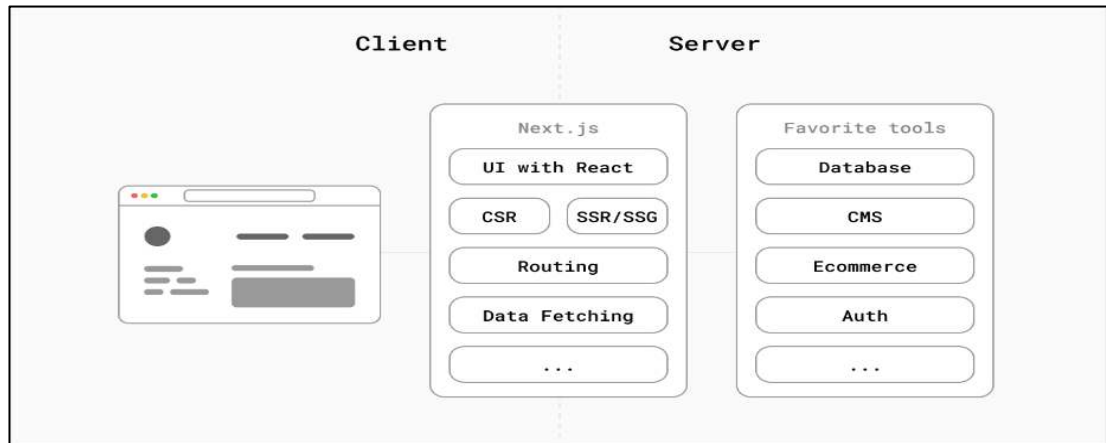 Client
Server
Next.js
UI with React
CSR
SSR/SSG
Routing
Data Fetching
...
Favorite tools
Database
CMS
Ecommerce
Auth
...